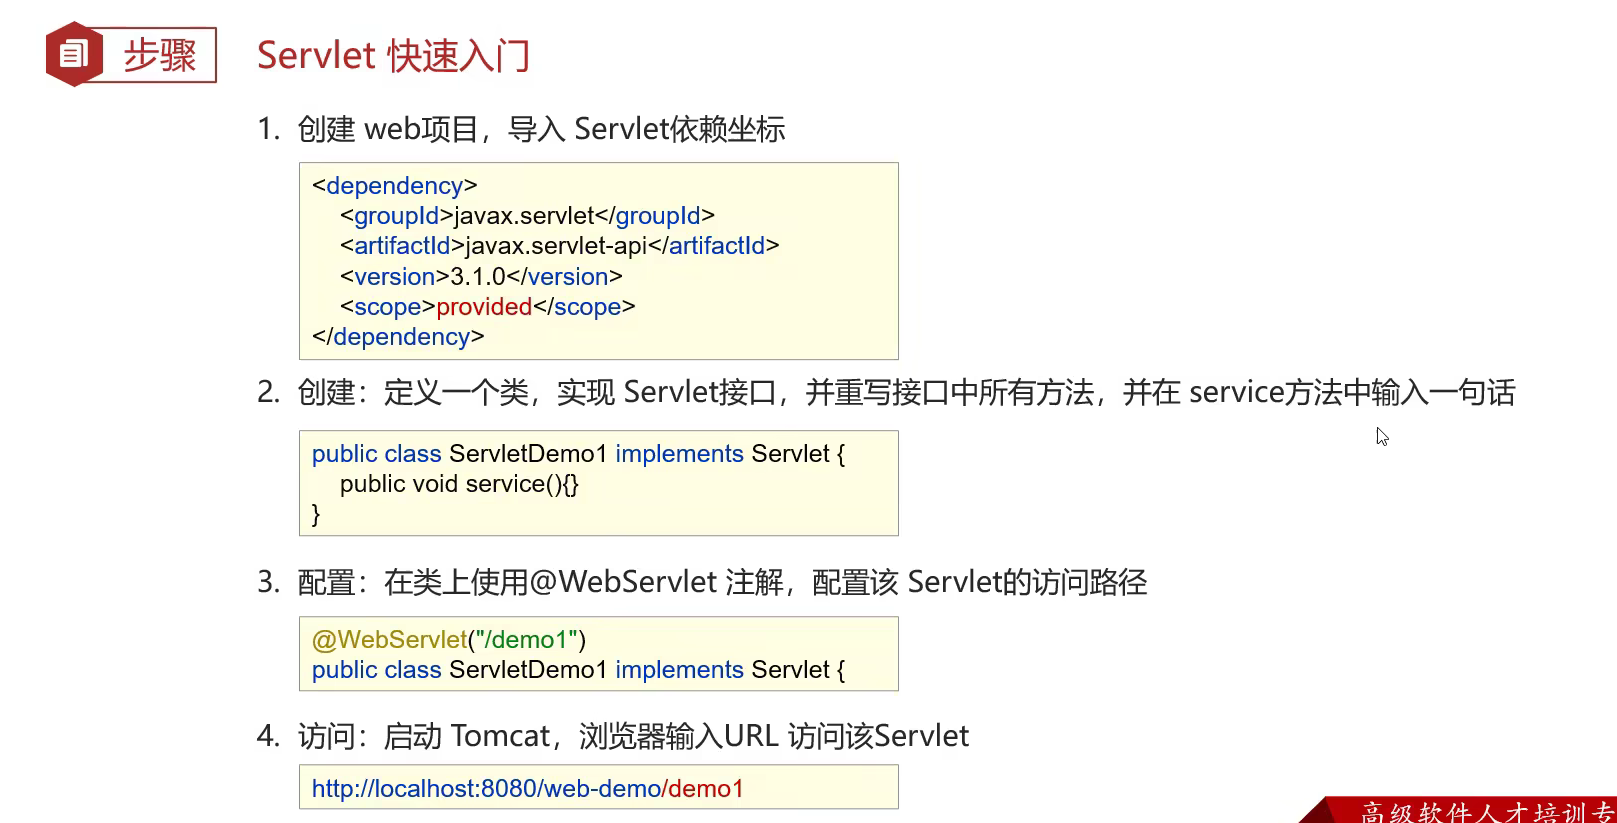 步骤
Servlet 快速入门
1. 创建 web项目，导入 Servlet依赖坐标
<dependency>
<groupId>javax.servlet</groupId>
<artifactId>javax.servlet-api</artifactId>
<version>3.1.0</version>
<scope>provided</scope>
</dependency>
2. 创建：定义一个类，实现 Servlet接口，并重写接口中所有方法，并在 service方法中输入一句话
public class ServletDemo1 implements Servlet {
public void service(){}
}
3. 配置：在类上使用@WebServlet 注解，配置该 Servlet的访问路径
@WebServlet("/demo1")
public class ServletDemo1 implements Servlet {
4. 访问：启动 Tomcat，浏览器输入URL 访问该Servlet
http://localhost:8080/web-demo/demo1
高级软件人才培训专